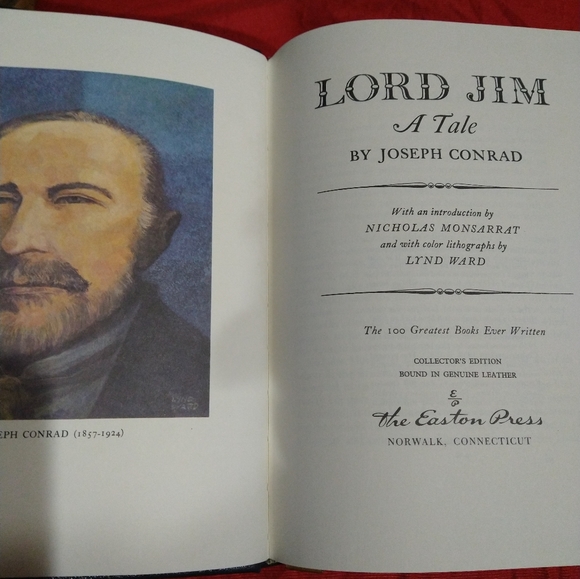 EPH CONRAD (1857-1924)
LORD JIM
A Tale
BY JOSEPH CONRAD
With an introduction by
NICHOLAS MONSARRAT
and with color lithographs by
LYND WARD
The 100 Greatest Books Ever Written
COLLECTOR'S EDITION
BOUND IN GENUINE LEATHER
E
P
the Easton Press
NORWALK, CONNECTICUT